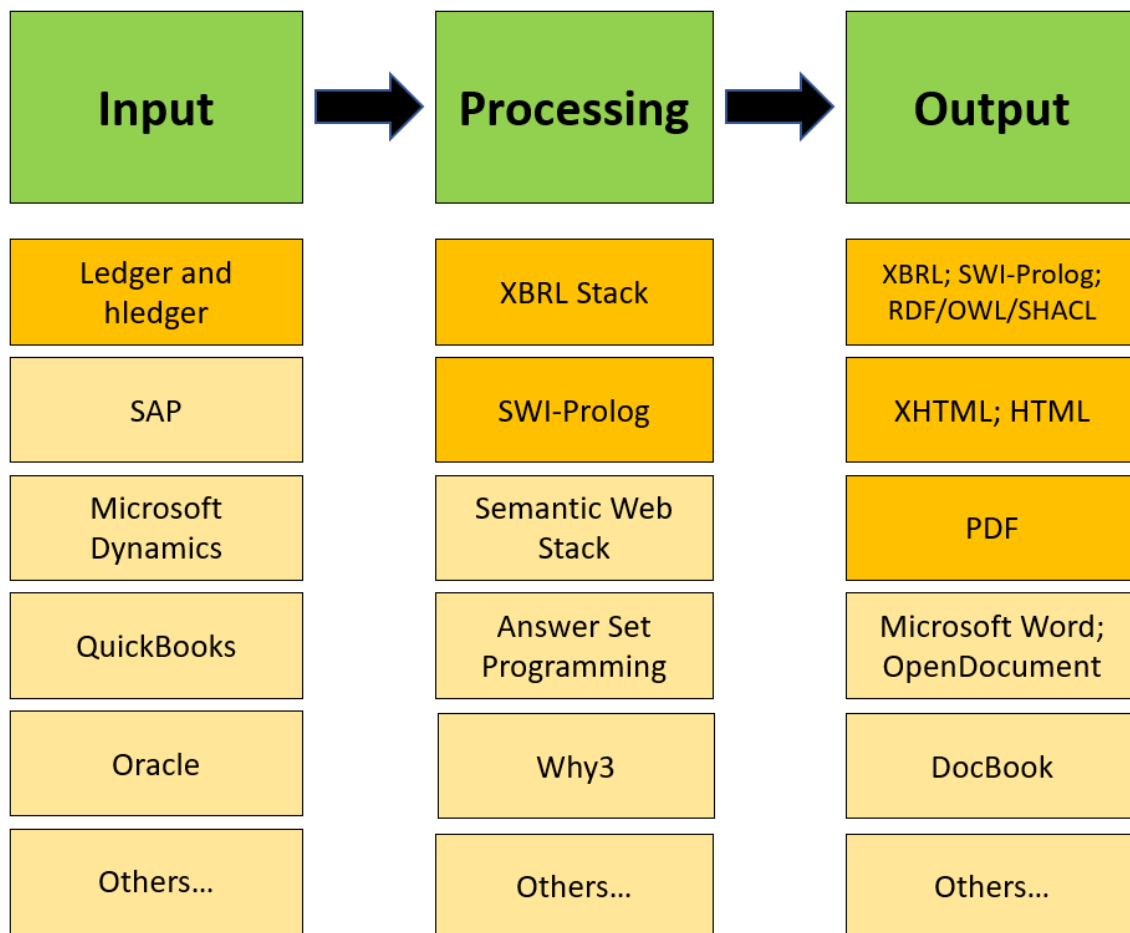 Input
Processing
Output
Ledger and
hledger
XBRL Stack
XBRL; SWI-Prolog;
RDF/OWL/SHACL
SAP
SWI-Prolog
XHTML; HTML
Microsoft
Dynamics
Semantic Web
Stack
PDF
QuickBooks
Answer Set
Programming
Microsoft Word;
OpenDocument
Oracle
Why3
DocBook
Others...
Others...
Others...